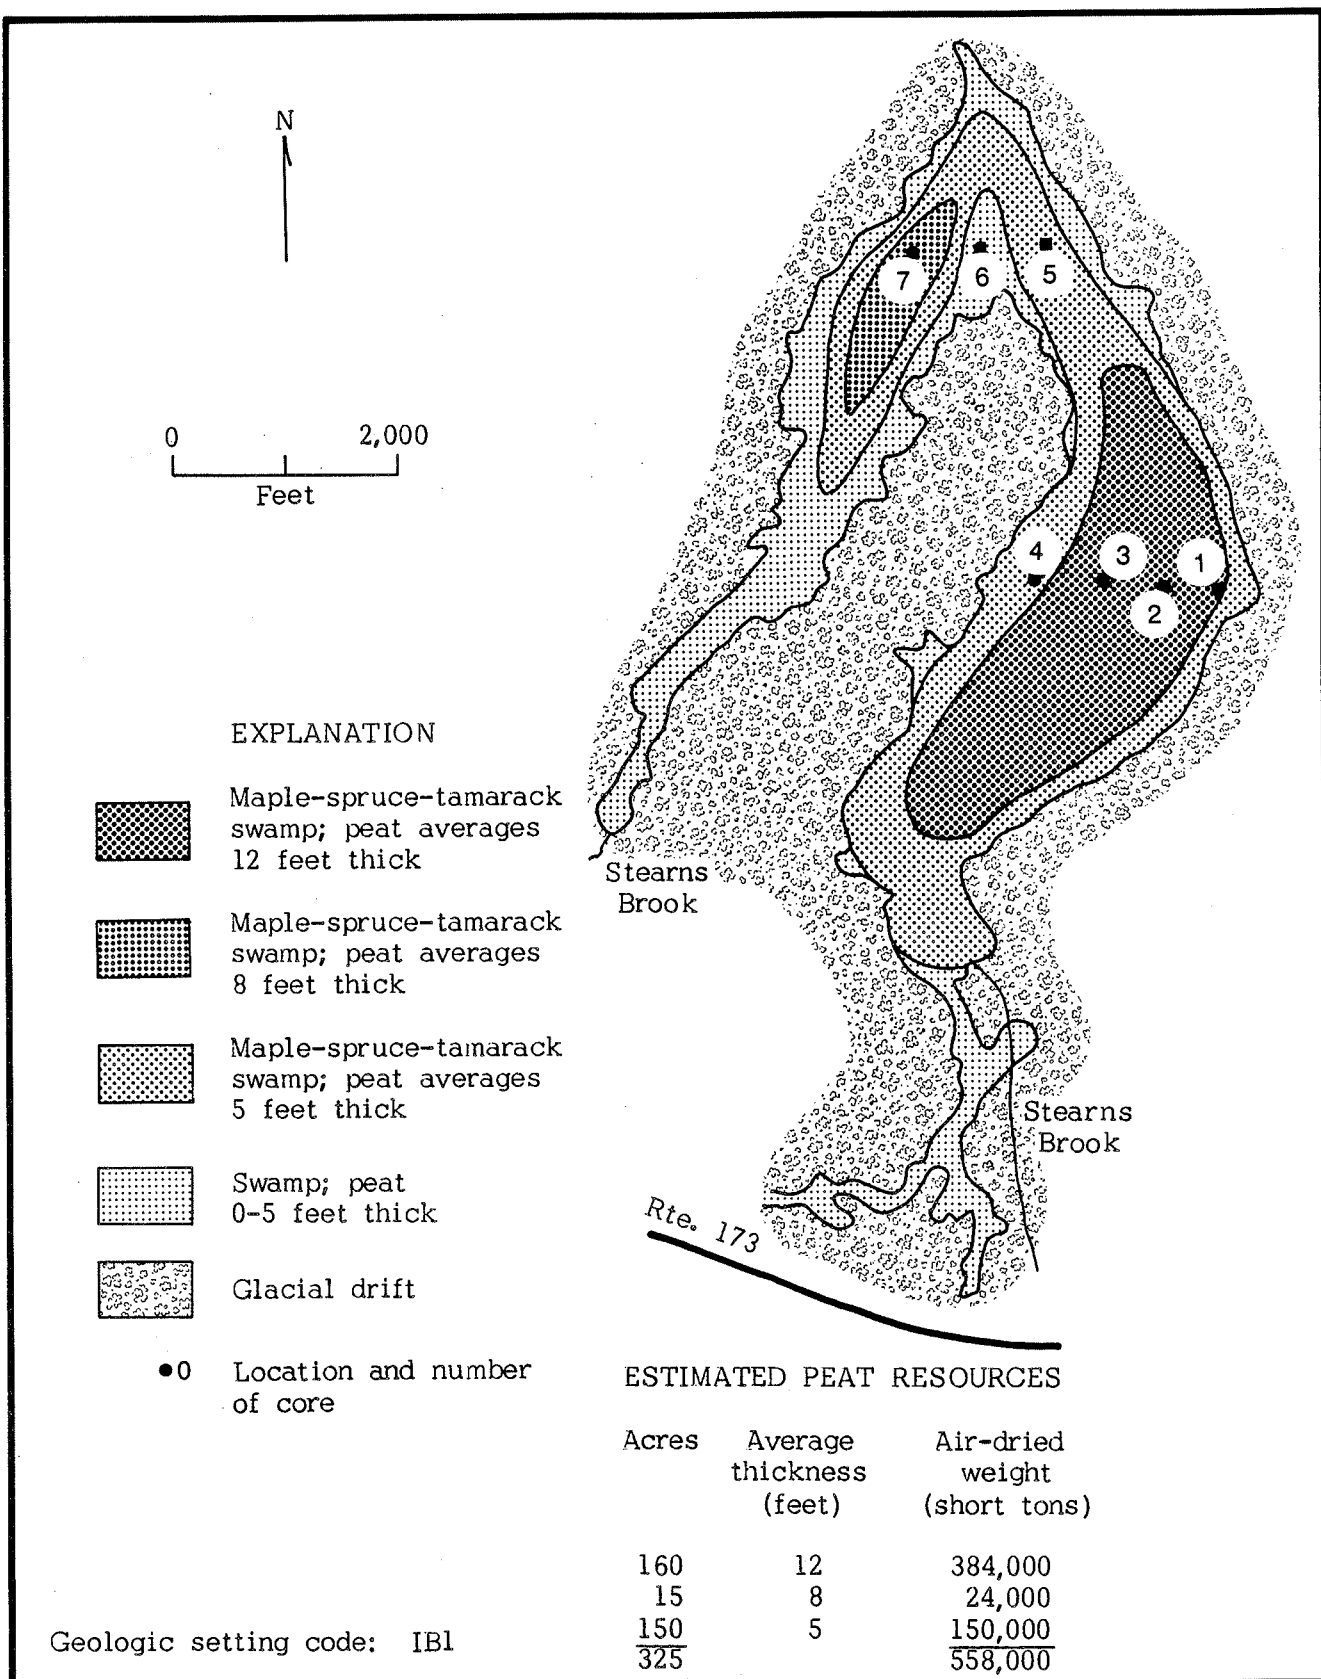 N
0 2,000
Feet
7
6
5
4
3
1
2
Stearns
Brook
Stearns
Brook
Rte. 173
EXPLANATION
Maple-spruce-tamarack
swamp; peat averages
12 feet thick
Maple-spruce-tamarack
swamp; peat averages
8 feet thick
Maple-spruce-tamarack
swamp; peat averages
5 feet thick
Swamp; peat
0-5 feet thick
Glacial drift
•0 Location and number
of core
ESTIMATED PEAT RESOURCES
Acres Average Air-dried
thickness weight
(feet) (short tons)
160 12 384,000
15 8 24,000
150 5 150,000
325 558,000
Geologic setting code: IB1